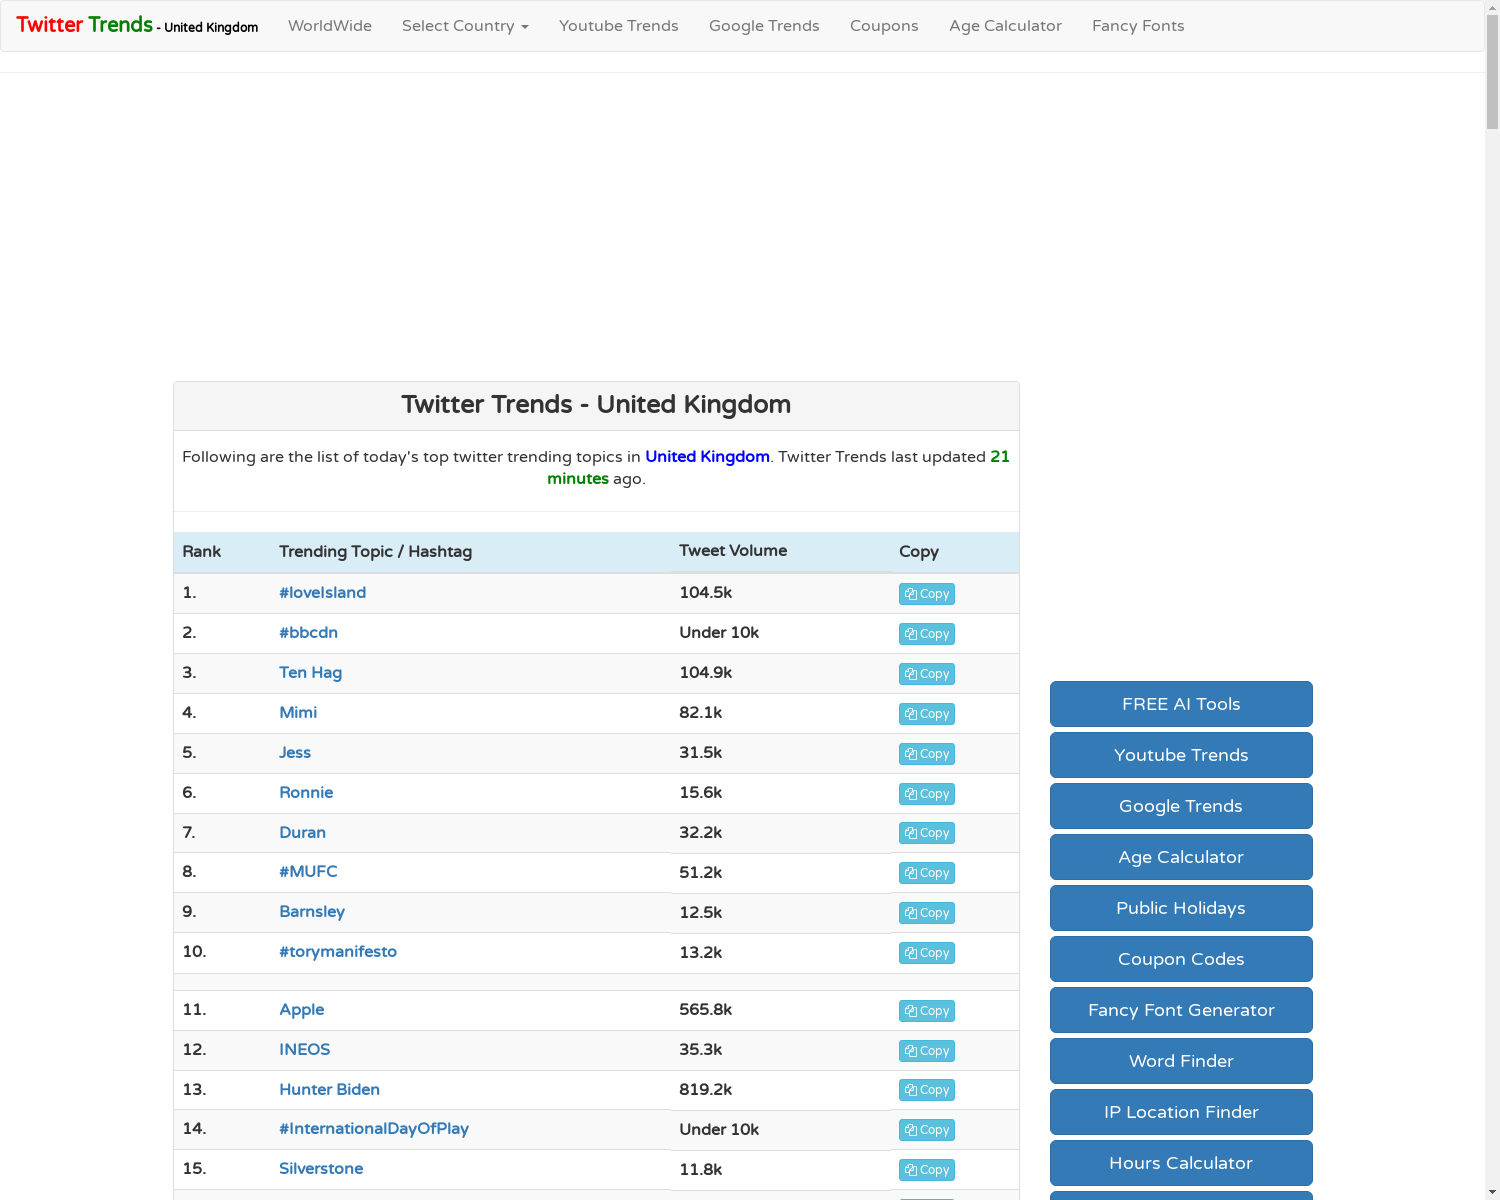 Twitter Trends - United Kingdom WorldWide Select Country Youtube Trends Google Trends Coupons Age Calculator Fancy Fonts
Twitter Trends - United Kingdom
Following are the list of today's top twitter trending topics in United Kingdom. Twitter Trends last updated 21
minutes ago.
Rank Trending Topic / Hashtag Tweet Volume Copy
1. #loveIsland 104.5k Copy
2. #bbcdn Under 10k Copy
3. Ten Hag 104.9k Copy
4. Mimi 82.1k Copy
5. Jess 31.5k Copy
6. Ronnie 15.6k Copy
7. Duran 32.2k Copy
8. #MUFC 51.2k Copy
9. Barnsley 12.5k Copy
10. #torymanifesto 13.2k Copy
11. Apple 565.8k Copy
12. INEOS 35.3k Copy
13. Hunter Biden 819.2k Copy
14. #InternationalDayOfPlay Under 10k Copy
15. Silverstone 11.8k Copy
FREE AI Tools
Youtube Trends
Google Trends
Age Calculator
Public Holidays
Coupon Codes
Fancy Font Generator
Word Finder
IP Location Finder
Hours Calculator